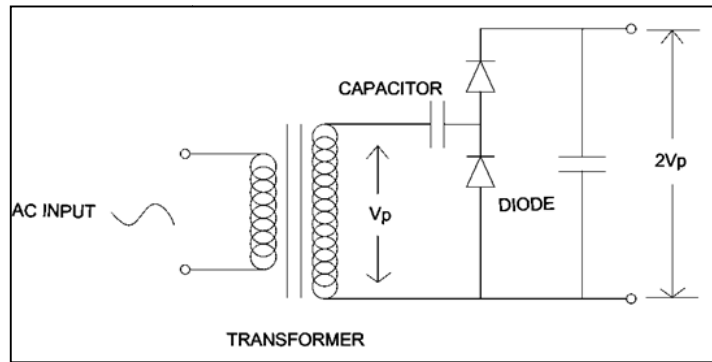 CAPACITOR
AC INPUT
Vp
DIODE
2Vp
TRANSFORMER